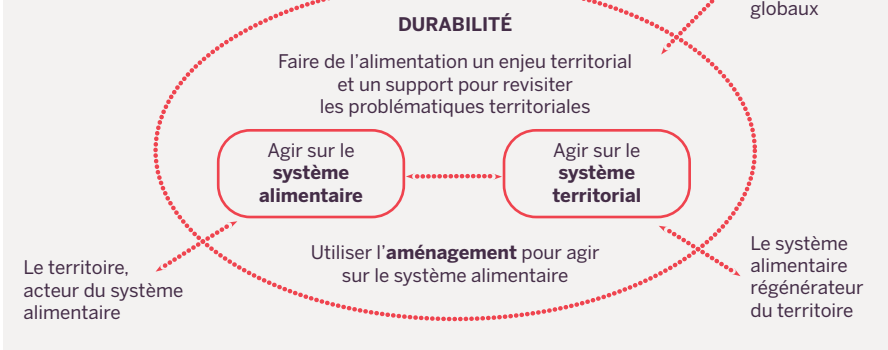 globaux
DURABILITÉ
Faire de l'alimentation un enjeu territorial
et un support pour revisiter
les problématiques territoriales
Agir sur le
système
alimentaire
Agir sur le
système
territorial
Utiliser l'aménagement pour agir
sur le système alimentaire
Le territoire,
acteur du système
alimentaire
Le système
alimentaire
régénérateur
du territoire